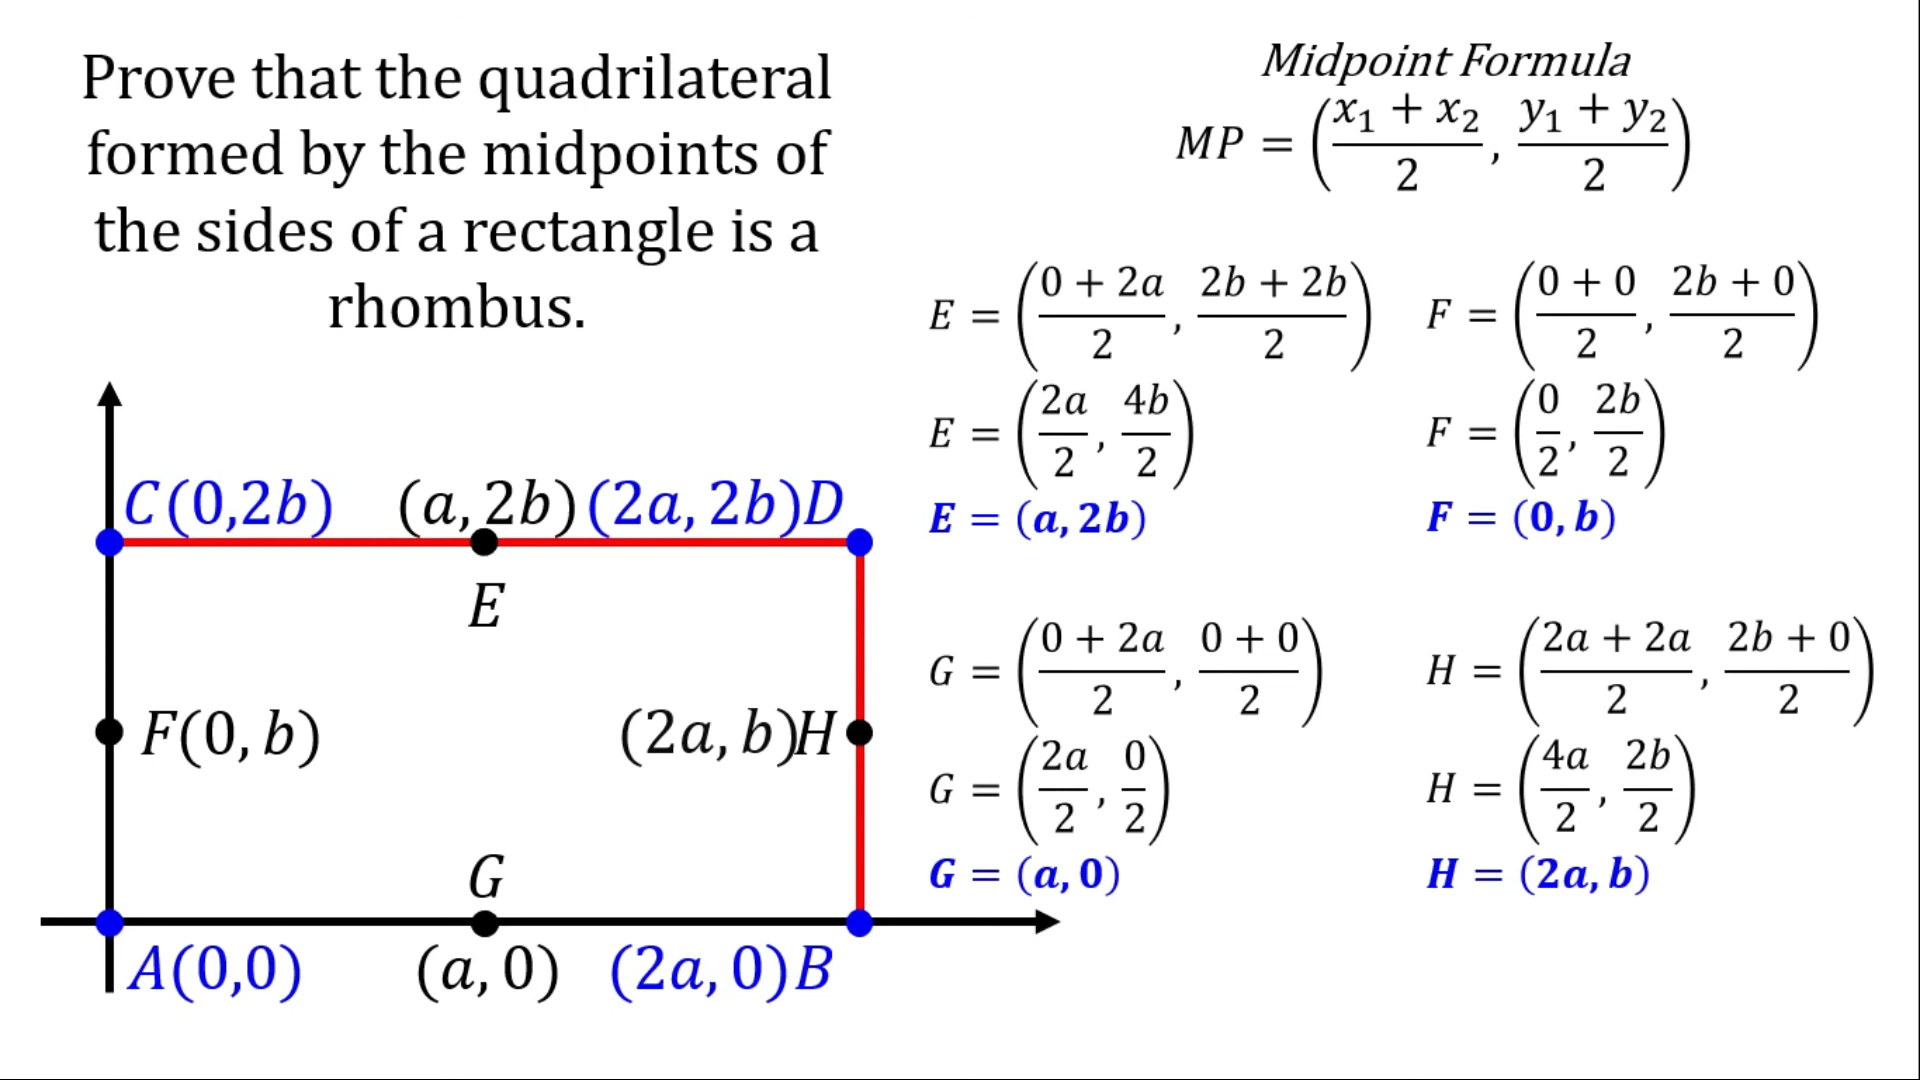 Prove that the quadrilateral
formed by the midpoints of
the sides of a rectangle is a
rhombus.
Midpoint Formula
MP = ((x₁ + x₂)/2, (y₁ + y₂)/2)
E = ((0 + 2a)/2, (2b + 2b)/2)
F = ((0 + 0)/2, (2b + 0)/2)
E = (2a/2, 4b/2)
F = (0/2, 2b/2)
E = (a, 2b)
F = (0, b)
G = ((0 + 2a)/2, (0 + 0)/2)
H = ((2a + 2a)/2, (2b + 0)/2)
G = (2a/2, 0/2)
H = (4a/2, 2b/2)
G = (a, 0)
H = (2a, b)
C(0,2b) (a, 2b) (2a, 2b)D
E
F(0, b) (2a, b)H
G
A(0,0) (a, 0) (2a, 0)B